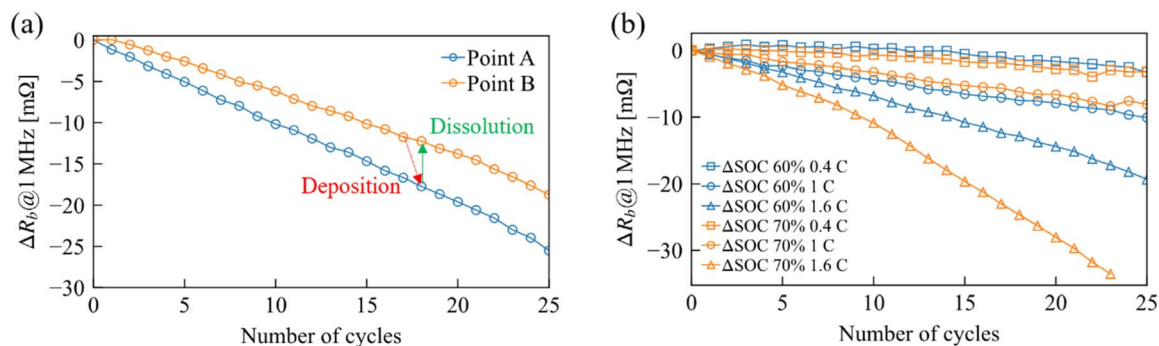 (a)
ΔR_b@1 MHz [mΩ]
0
−5
−10
−15
−20
−25
−30
Point A
Point B
Dissolution
Deposition
0 5 10 15 20 25
Number of cycles
(b)
ΔR_b@1 MHz [mΩ]
0
−10
−20
−30
ΔSOC 60% 0.4 C
ΔSOC 60% 1 C
ΔSOC 60% 1.6 C
ΔSOC 70% 0.4 C
ΔSOC 70% 1 C
ΔSOC 70% 1.6 C
0 5 10 15 20 25
Number of cycles